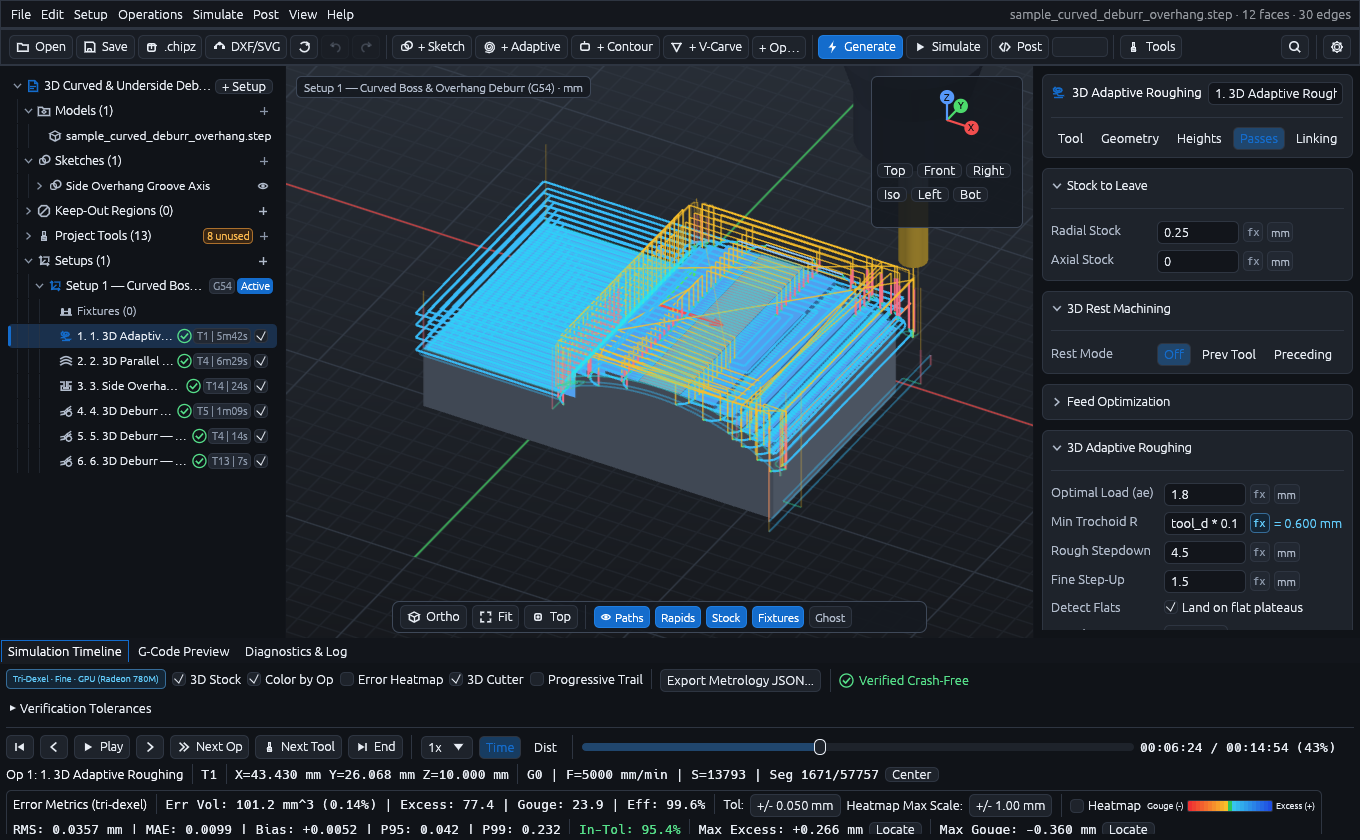 File Edit Setup Operations Simulate Post View Help
sample_curved_deburr_overhang.step · 12 faces · 30 edges
Open Save .chipz DXF/SVG + Sketch + Adaptive + Contour + V-Carve + Op... Generate Simulate Post Tools
3D Curved & Underside Deb... + Setup
Models (1) +
sample_curved_deburr_overhang.step
Sketches (1) +
Side Overhang Groove Axis
Keep-Out Regions (0) +
Project Tools (13) 8 unused +
Setups (1) +
Setup 1 — Curved Bos... G54 Active
Fixtures (0)
1. 1. 3D Adaptiv... T1 | 5m42s
2. 2. 3D Parallel ... T4 | 6m29s
3. 3. Side Overha... T14 | 24s
4. 4. 3D Deburr ... T5 | 1m09s
5. 5. 3D Deburr — ... T4 | 14s
6. 6. 3D Deburr — ... T13 | 7s
Setup 1 — Curved Boss & Overhang Deburr (G54) · mm
Z
Y
X
Top Front Right
Iso Left Bot
Ortho Fit Top Paths Rapids Stock Fixtures Ghost
3D Adaptive Roughing 1. 3D Adaptive Rough
Tool Geometry Heights Passes Linking
Stock to Leave
Radial Stock 0.25 fx mm
Axial Stock 0 fx mm
3D Rest Machining
Rest Mode Off Prev Tool Preceding
Feed Optimization
3D Adaptive Roughing
Optimal Load (ae) 1.8 fx mm
Min Trochoid R tool_d * 0.1 fx = 0.600 mm
Rough Stepdown 4.5 fx mm
Fine Step-Up 1.5 fx mm
Detect Flats Land on flat plateaus
Simulation Timeline G-Code Preview Diagnostics & Log
Tri-Dexel · Fine · GPU (Radeon 780M) 3D Stock Color by Op Error Heatmap 3D Cutter Progressive Trail Export Metrology JSON... Verified Crash-Free
Verification Tolerances
Play Next Op Next Tool End 1x Time Dist 00:06:24 / 00:14:54 (43%)
Op 1: 1. 3D Adaptive Roughing T1 X=43.430 mm Y=26.068 mm Z=10.000 mm G0 | F=5000 mm/min | S=13793 | Seg 1671/57757 Center
Error Metrics (tri-dexel) Err Vol: 101.2 mm^3 (0.14%) | Excess: 77.4 | Gouge: 23.9 | Eff: 99.6% Tol: +/- 0.050 mm Heatmap Max Scale: +/- 1.00 mm Heatmap Gouge (-) Excess (+)
RMS: 0.0357 mm | MAE: 0.0099 | Bias: +0.0052 | P95: 0.042 | P99: 0.232 In-Tol: 95.4% Max Excess: +0.266 mm Locate Max Gouge: -0.360 mm Locate